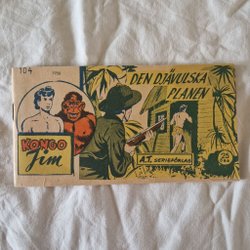 104
KONGO
Jim
DEN DJÄVULSKA
PLANEN
A.T. SERIEFÖRLAG